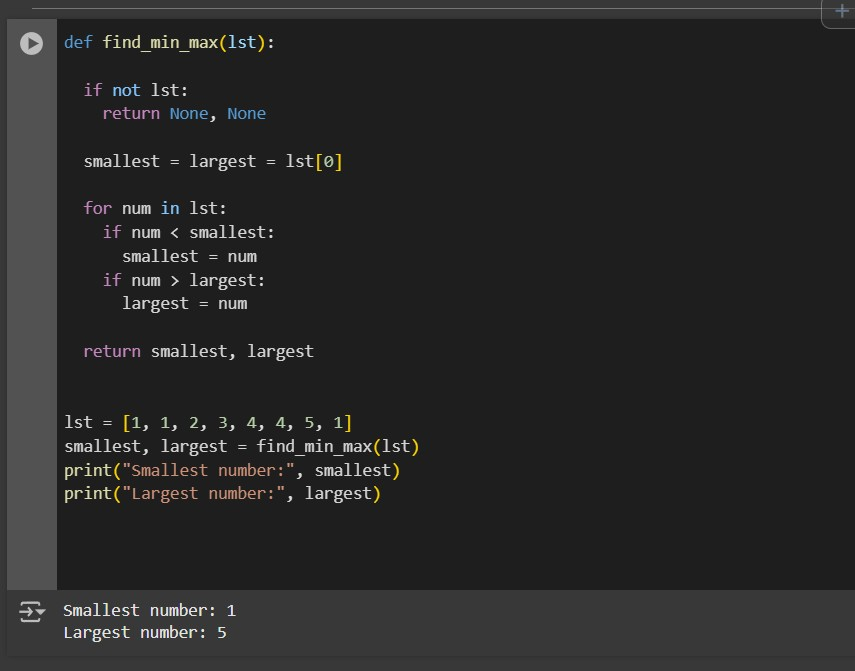 def find_min_max(lst):
  if not lst:
    return None, None
  smallest = largest = lst[0]
  for num in lst:
    if num < smallest:
      smallest = num
    if num > largest:
      largest = num
  return smallest, largest
lst = [1, 1, 2, 3, 4, 4, 5, 1]
smallest, largest = find_min_max(lst)
print("Smallest number:", smallest)
print("Largest number:", largest)
Smallest number: 1
Largest number: 5